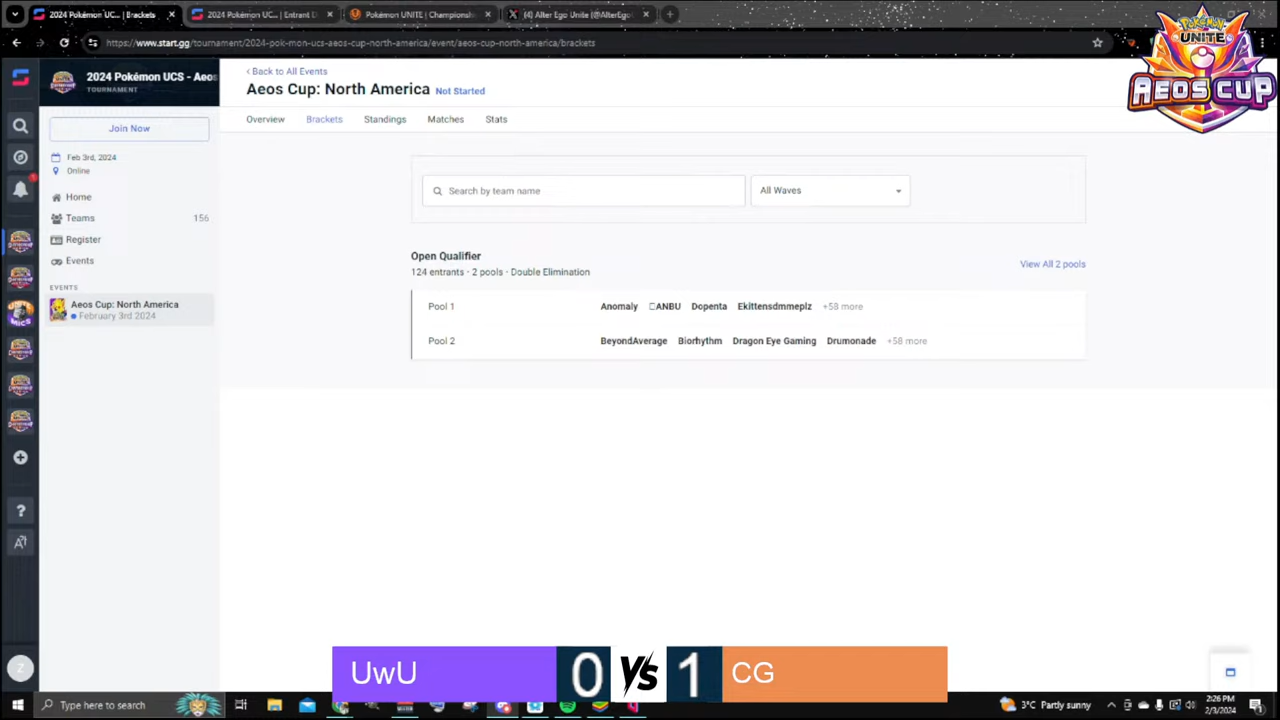 2024 Pokémon UC... | Brackets
2024 Pokémon UC... | Entrant D
Pokémon UNITE | Championsh
(4) Alter Ego Unite (@AlterEgo
https://www.start.gg/tournament/2024-pok-mon-ucs-aeos-cup-north-america/event/aeos-cup-north-america/brackets
POKÉMON
UNITE
AEOS CUP
2024 Pokémon UCS - Aeos
TOURNAMENT
Join Now
Feb 3rd, 2024
Online
Home
Teams 156
Register
Events
EVENTS
Aeos Cup: North America
February 3rd 2024
< Back to All Events
Aeos Cup: North America Not Started
Overview Brackets Standings Matches Stats
Search by team name
All Waves
Open Qualifier
124 entrants · 2 pools · Double Elimination
View All 2 pools
Pool 1 Anomaly □ANBU Dopenta Ekittensdmmeplz +58 more
Pool 2 BeyondAverage Biorhythm Dragon Eye Gaming Drumonade +58 more
MICS
?
Z
UwU 0 VS 1 CG
Type here to search
3°C Partly sunny
2:26 PM
2/3/2024